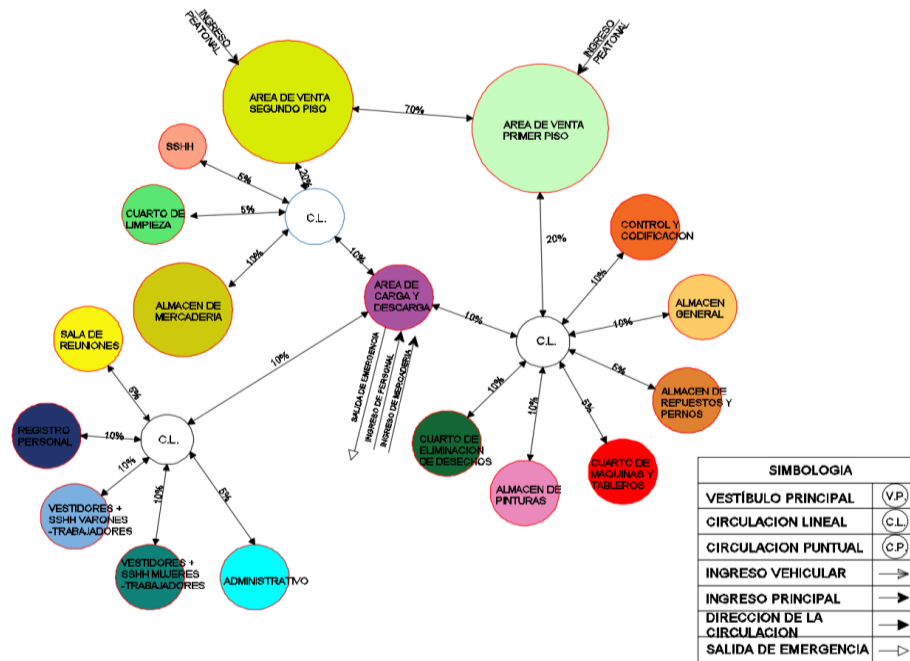 INGRESO
PEATONAL
INGRESO
PEATONAL
AREA DE VENTA
SEGUNDO PISO
70%
AREA DE VENTA
PRIMER PISO
SSHH
5%
20%
CUARTO DE
LIMPIEZA
5%
C.L.
10%
ALMACEN DE
MERCADERIA
10%
AREA DE
CARGA Y
DESCARGA
20%
CONTROL Y
CODIFICACION
10%
ALMACEN
GENERAL
10%
10%
C.L.
5%
ALMACEN DE
REPUESTOS Y
PERNOS
10%
CUARTO DE
ELIMINACION
DE DESECHOS
10%
ALMACEN DE
PINTURAS
5%
CUARTO DE
MAQUINAS Y
TABLEROS
SALIDA DE EMERGENCIA
INGRESO DE PERSONAL
INGRESO DE MERCADERIA
10%
SALA DE
REUNIONES
5%
REGISTRO
PERSONAL
10%
C.L.
10%
VESTIDORES +
SSHH VARONES
-TRABAJADORES
10%
VESTIDORES +
SSHH MUJERES
-TRABAJADORES
5%
ADMINISTRATIVO
SIMBOLOGIA
VESTÍBULO PRINCIPAL V.P.
CIRCULACION LINEAL C.L.
CIRCULACION PUNTUAL C.P.
INGRESO VEHICULAR
INGRESO PRINCIPAL
DIRECCION DE LA
CIRCULACION
SALIDA DE EMERGENCIA